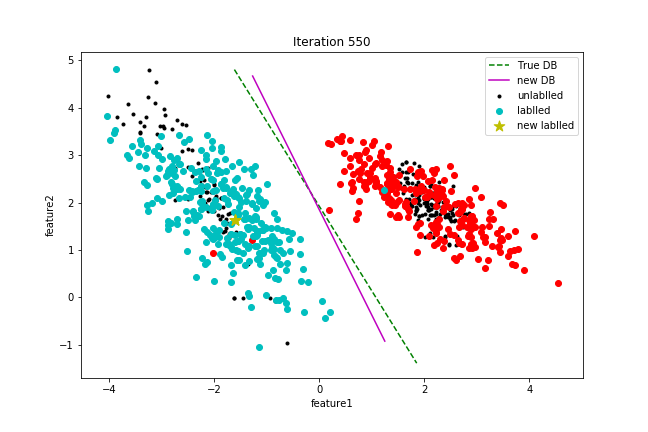 Iteration 550
True DB
new DB
unlablled
lablled
new lablled
feature2
5
4
3
2
1
0
−1
−4
−2
0
2
4
feature1